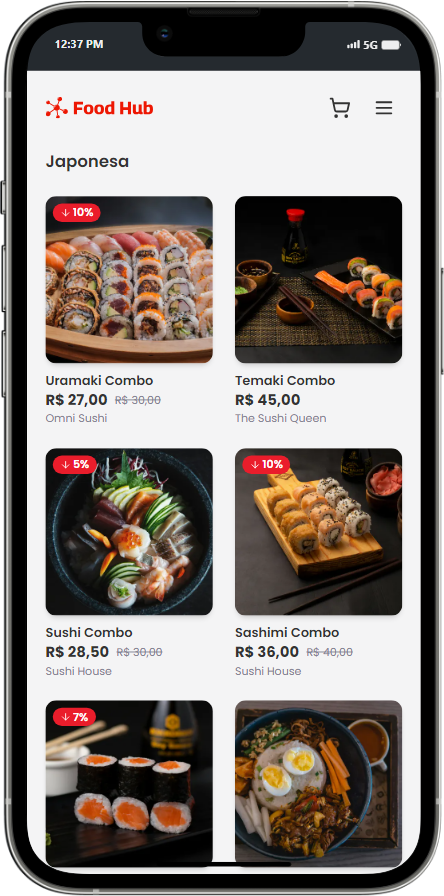 12:37 PM
5G
Food Hub
Japonesa
↓ 10%
Uramaki Combo
R$ 27,00 R$ 30,00
Omni Sushi
Temaki Combo
R$ 45,00
The Sushi Queen
↓ 5%
Sushi Combo
R$ 28,50 R$ 30,00
Sushi House
↓ 10%
Sashimi Combo
R$ 36,00 R$ 40,00
Sushi House
↓ 7%